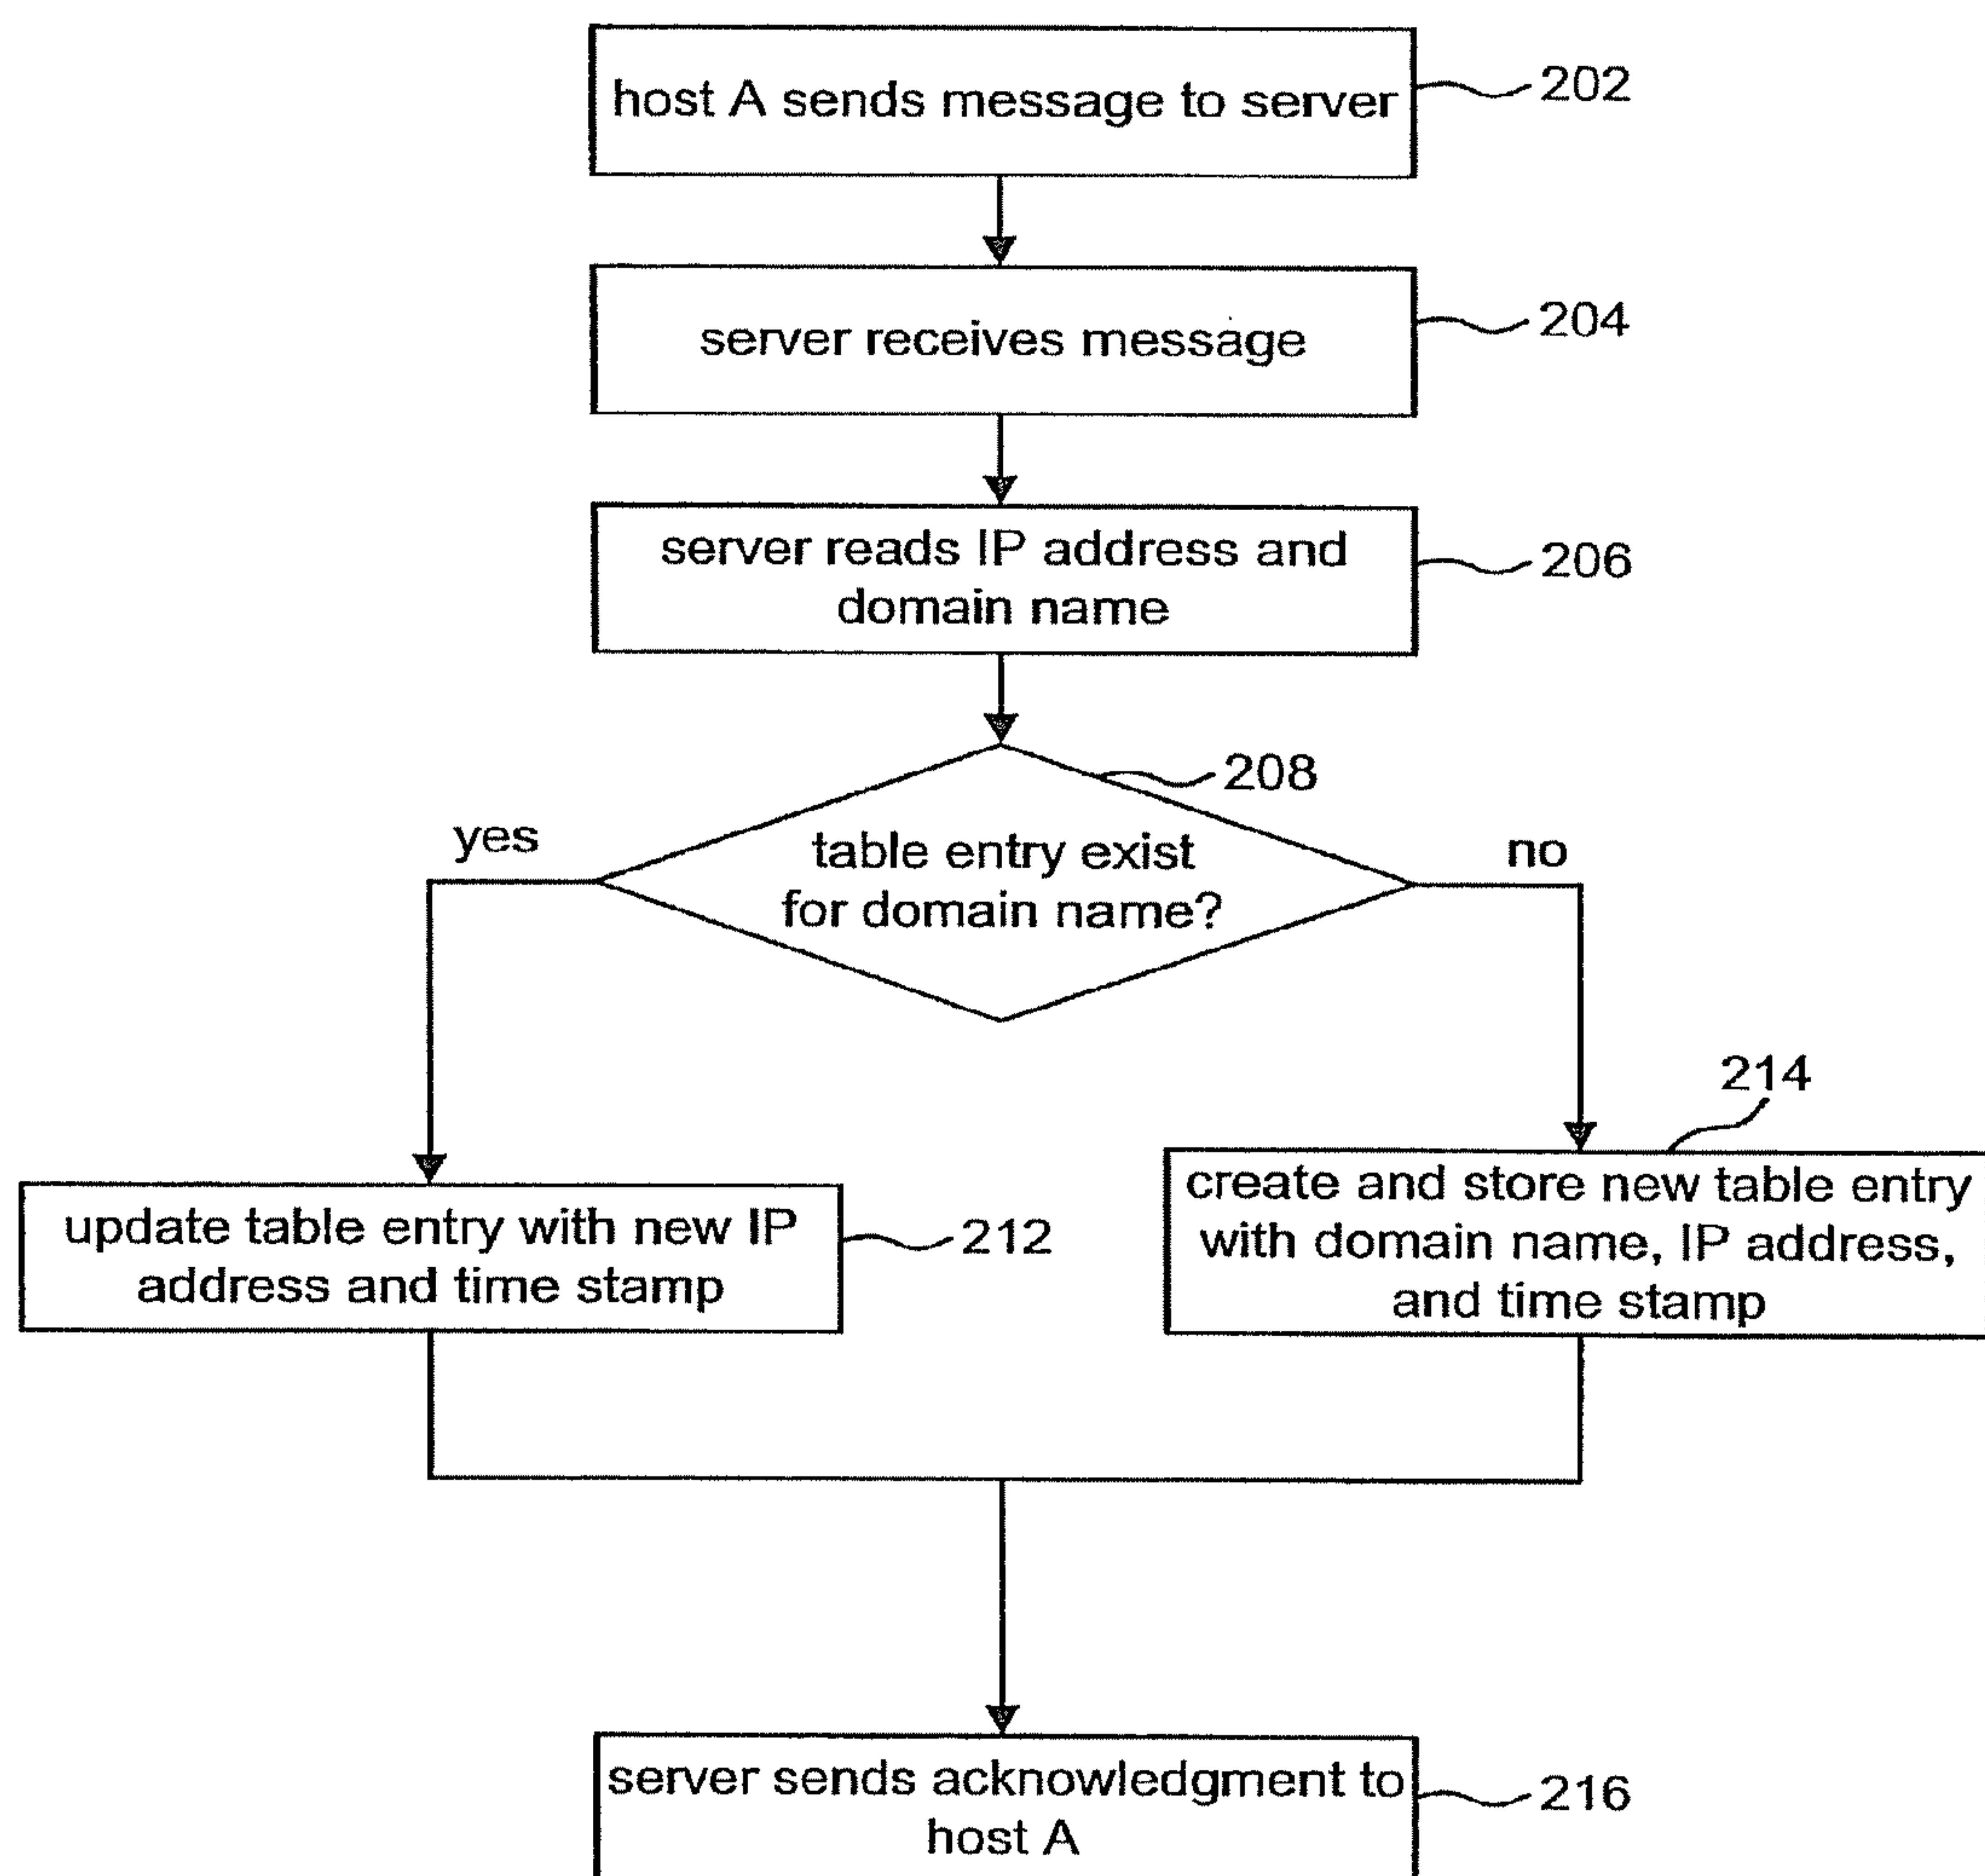 host A sends message to server
202
server receives message
204
server reads IP address and
domain name
206
208
table entry exist
for domain name?
yes
no
214
update table entry with new IP
address and time stamp
212
create and store new table entry
with domain name, IP address,
and time stamp
server sends acknowledgment to
host A
216